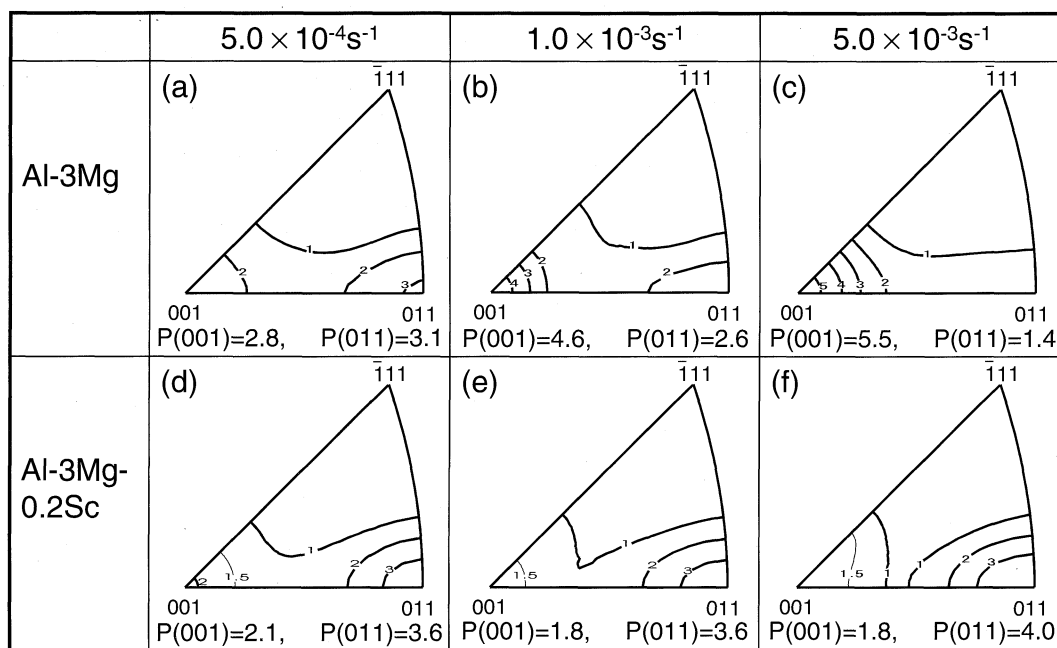 5.0 × 10⁻⁴s⁻¹ 1.0 × 10⁻³s⁻¹ 5.0 × 10⁻³s⁻¹
Al-3Mg
(a)
1̄11
1
2
2
3
001 011
P(001)=2.8, P(011)=3.1
(b)
1̄11
1
2
3
4
2
001 011
P(001)=4.6, P(011)=2.6
(c)
1̄11
1
5
4
3
2
001 011
P(001)=5.5, P(011)=1.4
Al-3Mg-
0.2Sc
(d)
1̄11
1
2
1.5
2
3
001 011
P(001)=2.1, P(011)=3.6
(e)
1̄11
1
1.5
2
3
001 011
P(001)=1.8, P(011)=3.6
(f)
1̄11
1.5
1
1
2
3
001 011
P(001)=1.8, P(011)=4.0